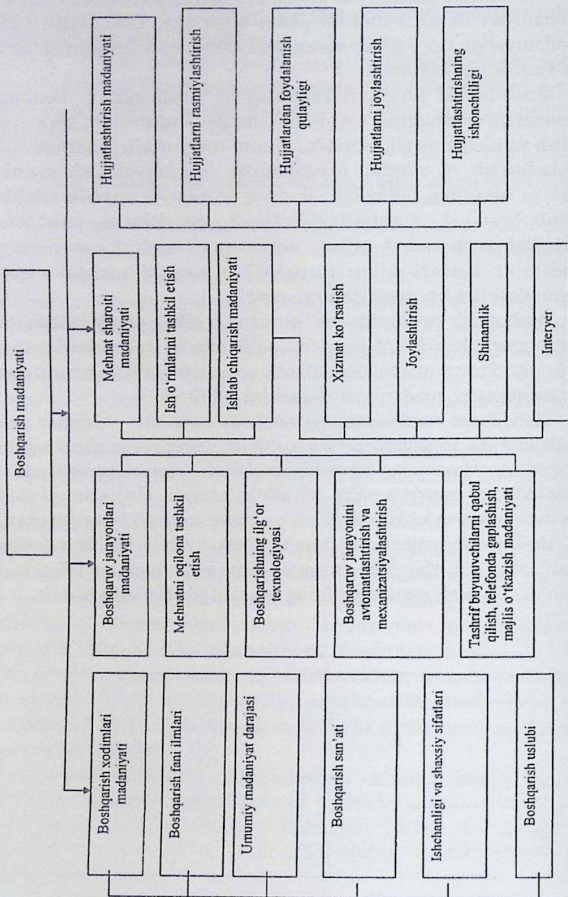 Boshqarish madaniyati
Boshqarish xodimlari
madaniyati
Boshqarish fani ilmlari
Umumiy madaniyat darajasi
Boshqarish san'ati
Ishchanligi va shaxsiy sifatlari
Boshqarish uslubi
Boshqaruv jarayonlari
madaniyati
Mehnatni oqilona tashkil
etish
Boshqarishning ilg'or
texnologiyasi
Boshqaruv jarayonini
avtomatlashtirish va
mexanizatsiyalashtirish
Tashrif buyuruvchilarni qabul
qilish, telefonda gaplashish,
majlis o'tkazish madaniyati
Mehnat sharoiti
madaniyati
Ish o'rinlarini tashkil etish
Ishlab chiqarish madaniyati
Xizmat ko'rsatish
Joylashtirish
Shinamlik
Interyer
Hujjatlashtirish madaniyati
Hujjatlarni rasmiylashtirish
Hujjatlardan foydalanish
qulayligi
Hujjatlarni joylashtirish
Hujjatlashtirishning
ishonchliligi